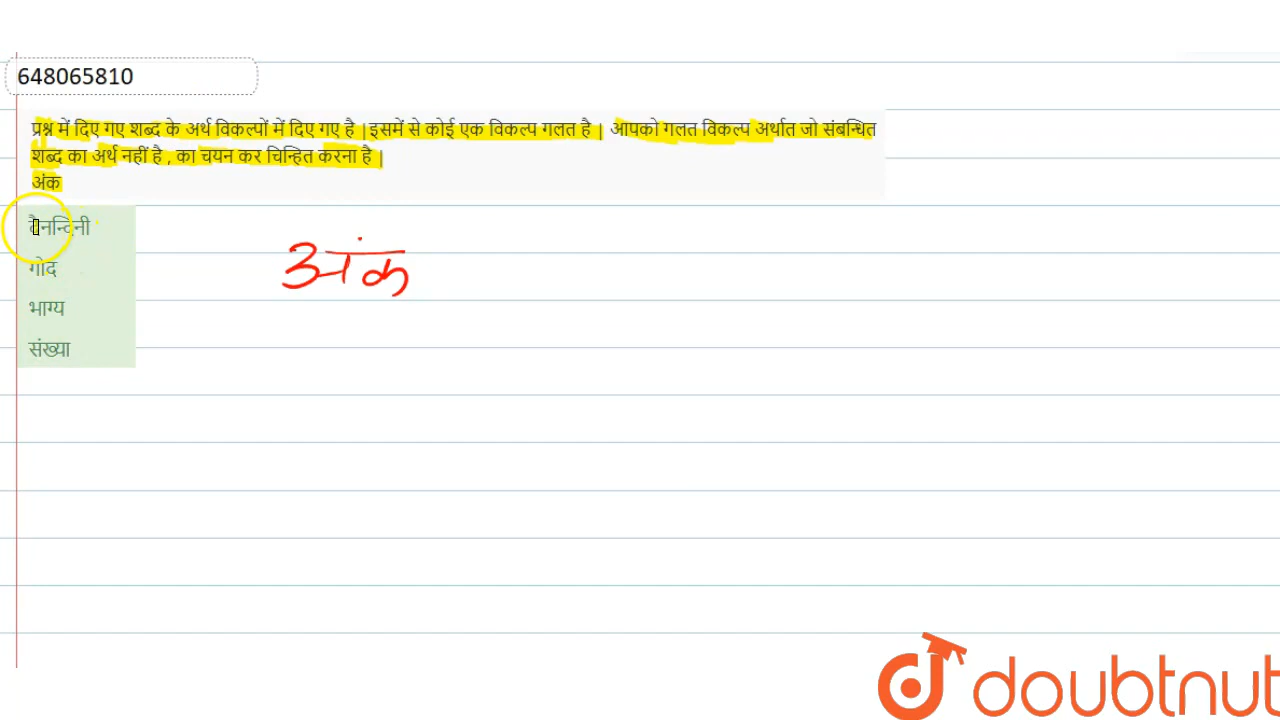 648065810
प्रश्न में दिए गए शब्द के अर्थ विकल्पों में दिए गए है । इसमें से कोई एक विकल्प गलत है । आपको गलत विकल्प अर्थात जो संबन्धित
शब्द का अर्थ नहीं है , का चयन कर चिन्हित करना है |
अंक
दैनन्दिनी
गोद
अंक
भाग्य
संख्या
doubtnut